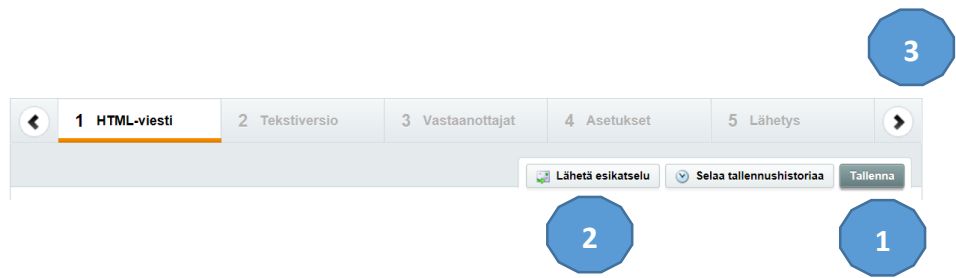 3
1 HTML-viesti 2 Tekstiversio 3 Vastaanottajat 4 Asetukset 5 Lähetys
Lähetä esikatselu Selaa tallennushistoriaa Tallenna
2 1